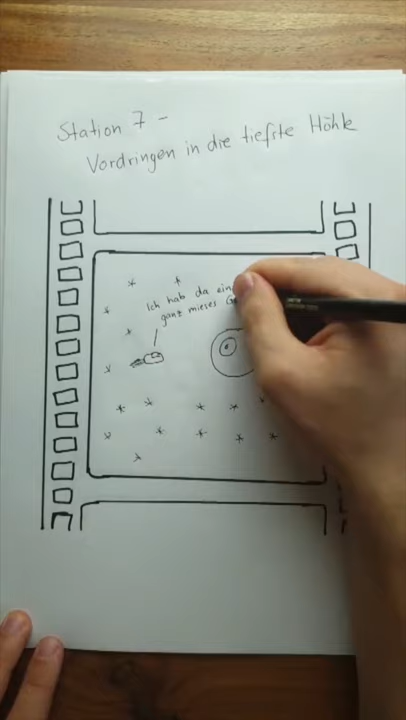 Station 7 -
Vordringen in die tiefste Höhle
Ich hab da ein
ganz mieses